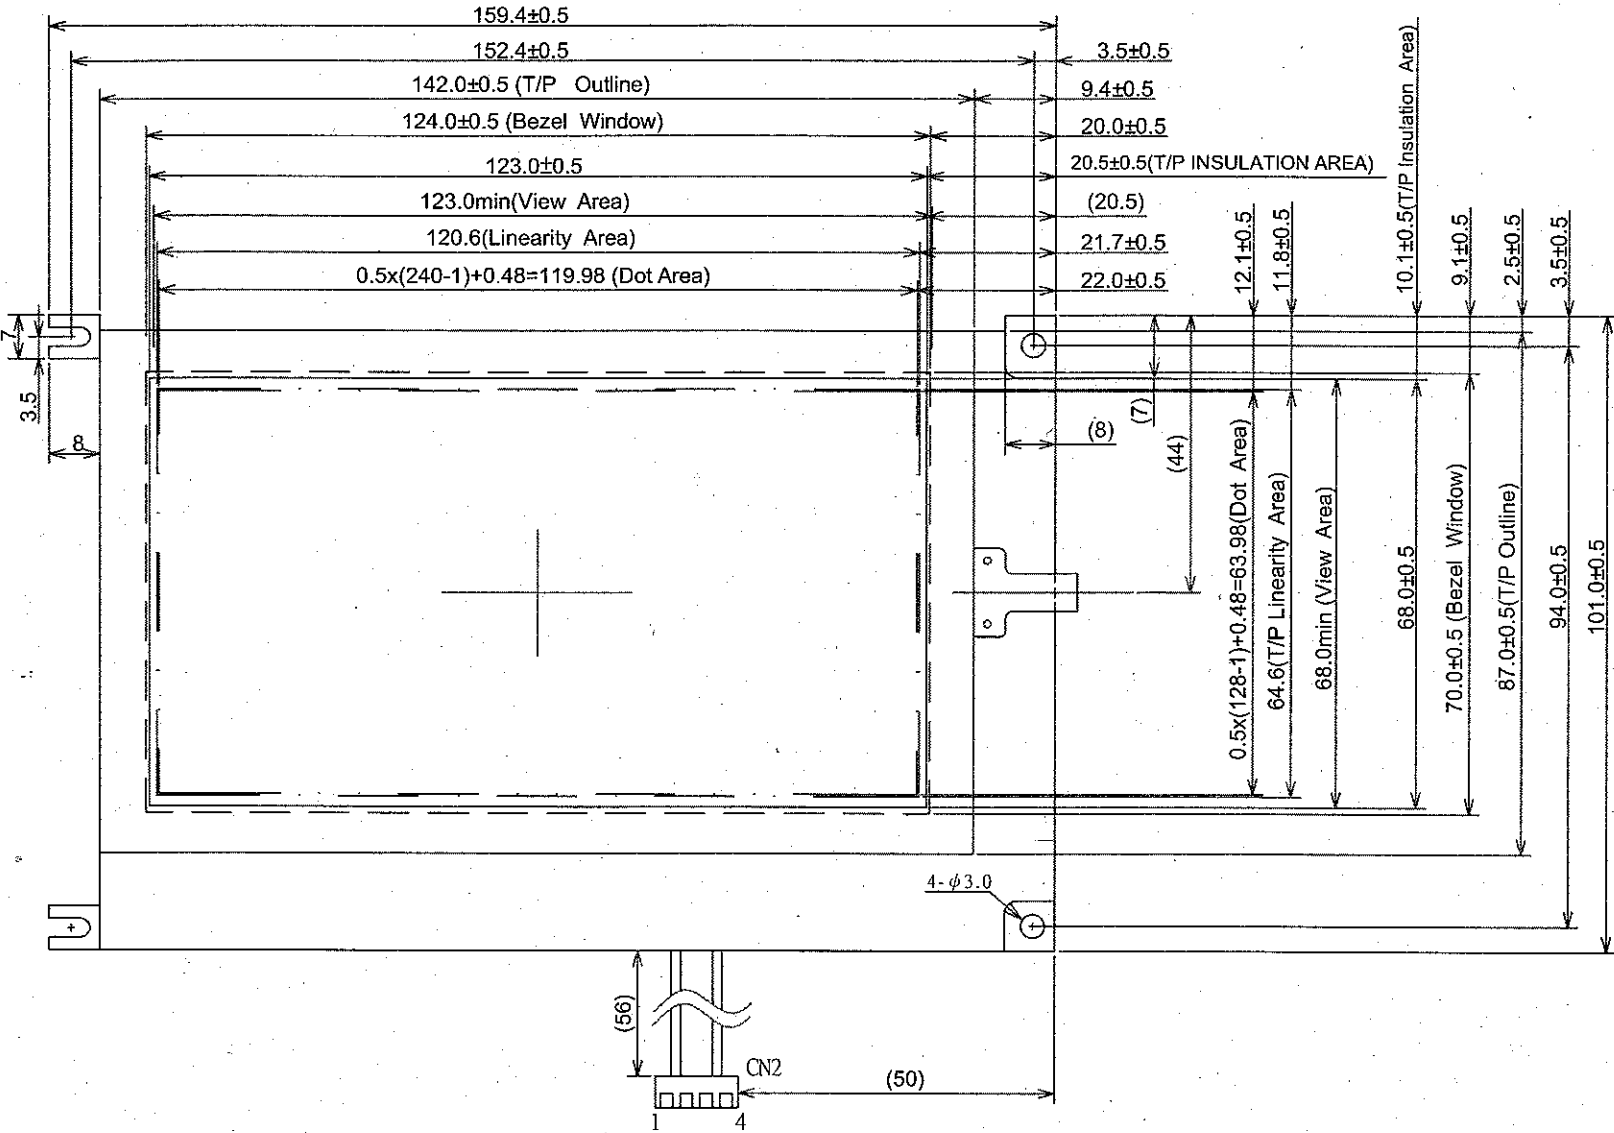 159.4±0.5
152.4±0.5
3.5±0.5
142.0±0.5 (T/P Outline)
9.4±0.5
124.0±0.5 (Bezel Window)
20.0±0.5
123.0±0.5
20.5±0.5(T/P INSULATION AREA)
123.0min(View Area)
(20.5)
120.6(Linearity Area)
21.7±0.5
0.5x(240-1)+0.48=119.98 (Dot Area)
22.0±0.5
12.1±0.5
11.8±0.5
10.1±0.5(T/P Insulation Area)
9.1±0.5
2.5±0.5
3.5±0.5
7
3.5
8
(7)
(8)
(44)
0.5x(128-1)+0.48=63.98(Dot Area)
64.6(T/P Linearity Area)
68.0min (View Area)
68.0±0.5
70.0±0.5 (Bezel Window)
87.0±0.5(T/P Outline)
94.0±0.5
101.0±0.5
4-φ3.0
(56)
CN2
(50)
1 4